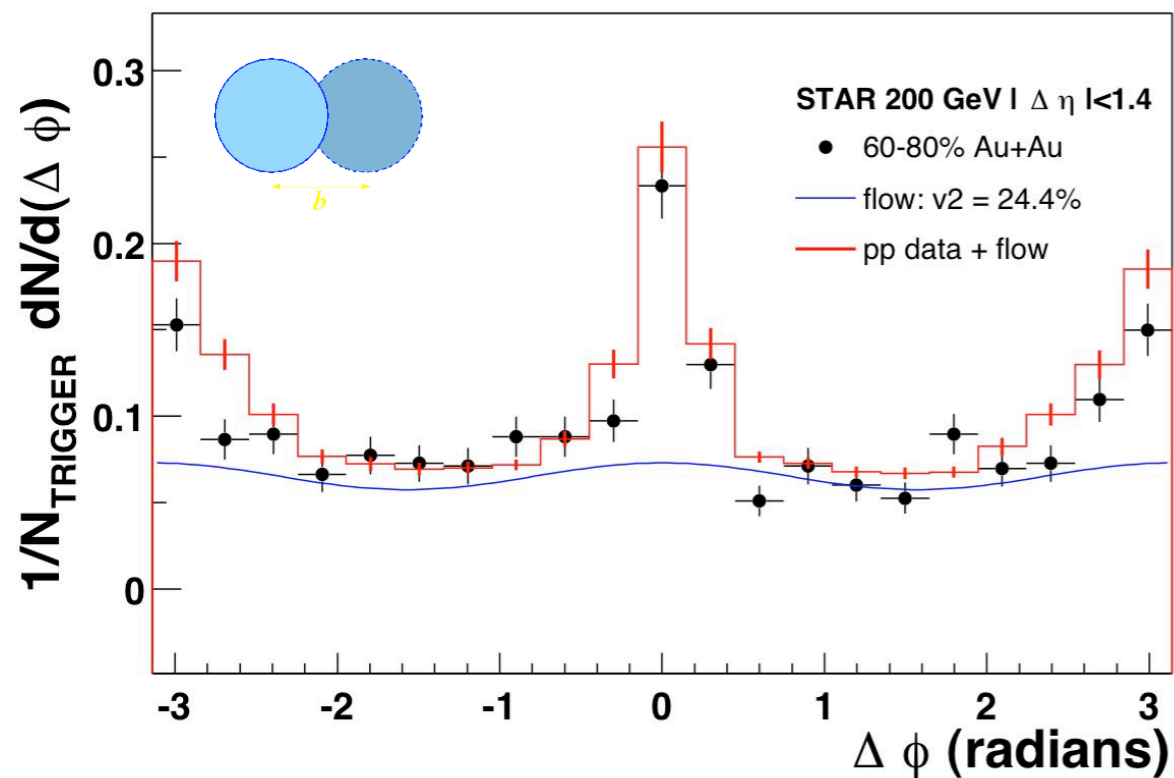 1/N_TRIGGER dN/d(Δ ϕ)
0.3
0.2
0.1
0
b
STAR 200 GeV | Δ η |<1.4
60-80% Au+Au
flow: v2 = 24.4%
pp data + flow
-3 -2 -1 0 1 2 3
Δ ϕ (radians)